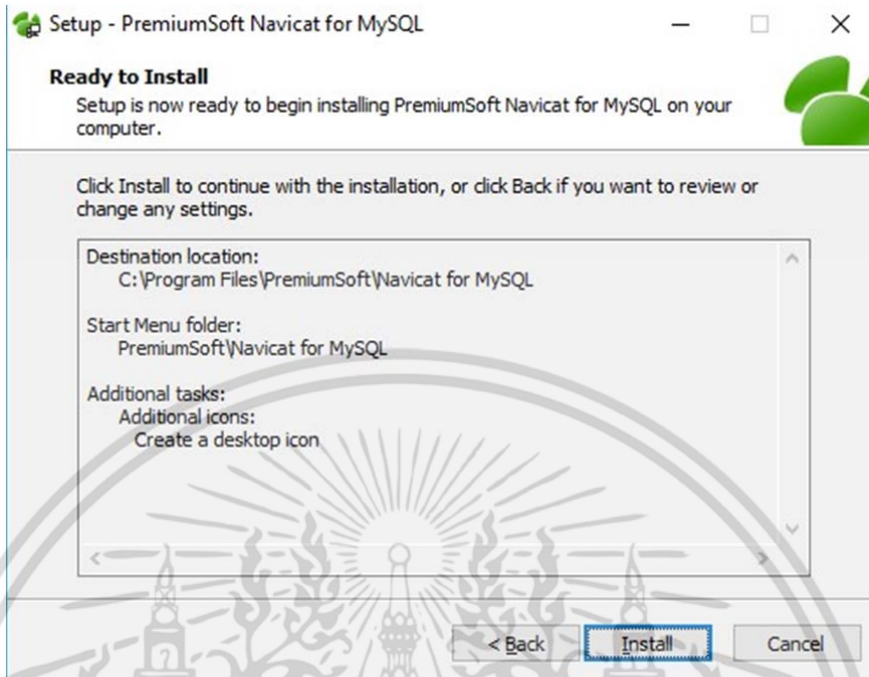 Setup - PremiumSoft Navicat for MySQL
Ready to Install
Setup is now ready to begin installing PremiumSoft Navicat for MySQL on your
computer.
Click Install to continue with the installation, or click Back if you want to review or
change any settings.
Destination location:
C:\Program Files\PremiumSoft\Navicat for MySQL
Start Menu folder:
PremiumSoft\Navicat for MySQL
Additional tasks:
Additional icons:
Create a desktop icon
< Back
Install
Cancel